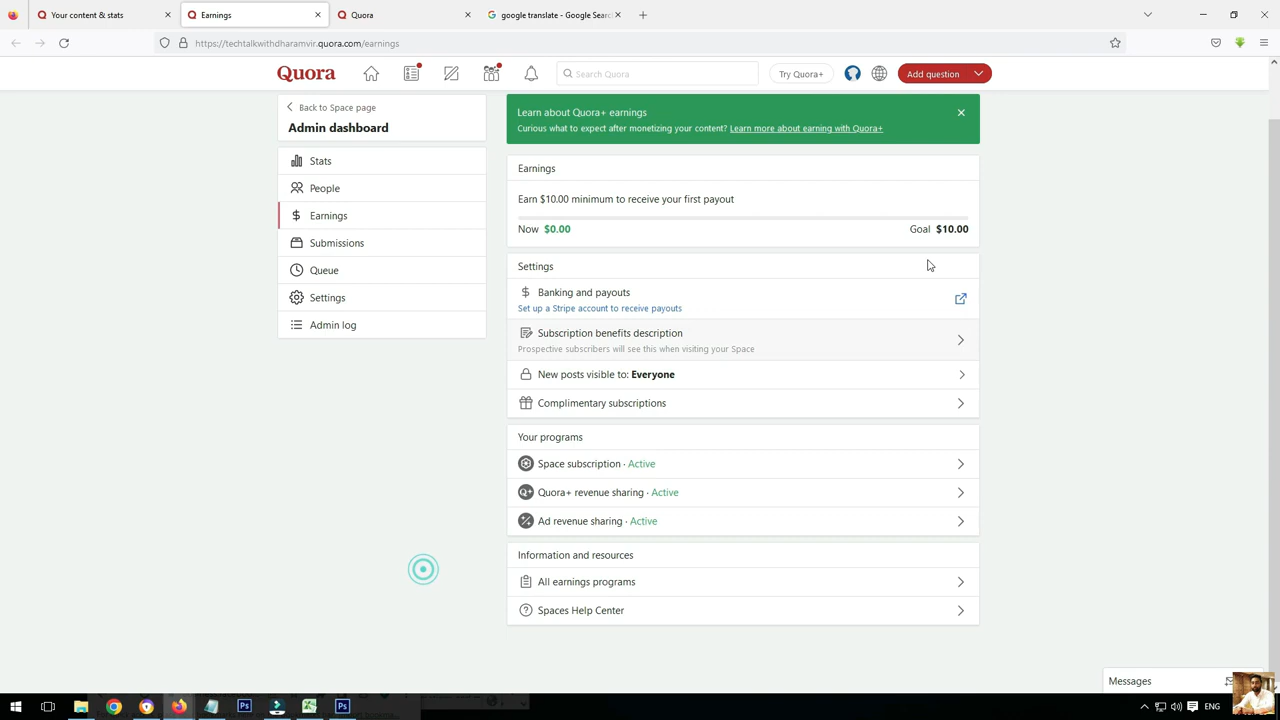 Your content & stats
Earnings
Quora
google translate - Google Sear
https://techtalkwithdharamvir.quora.com/earnings
Quora
Search Quora
Try Quora+
Add question
Back to Space page
Admin dashboard
Stats
People
Earnings
Submissions
Queue
Settings
Admin log
Learn about Quora+ earnings
Curious what to expect after monetizing your content? Learn more about earning with Quora+
Earnings
Earn $10.00 minimum to receive your first payout
Now $0.00
Goal $10.00
Settings
Banking and payouts
Set up a Stripe account to receive payouts
Subscription benefits description
Prospective subscribers will see this when visiting your Space
New posts visible to: Everyone
Complimentary subscriptions
Your programs
Space subscription · Active
Quora+ revenue sharing · Active
Ad revenue sharing · Active
Information and resources
All earnings programs
Spaces Help Center
Messages
ENG